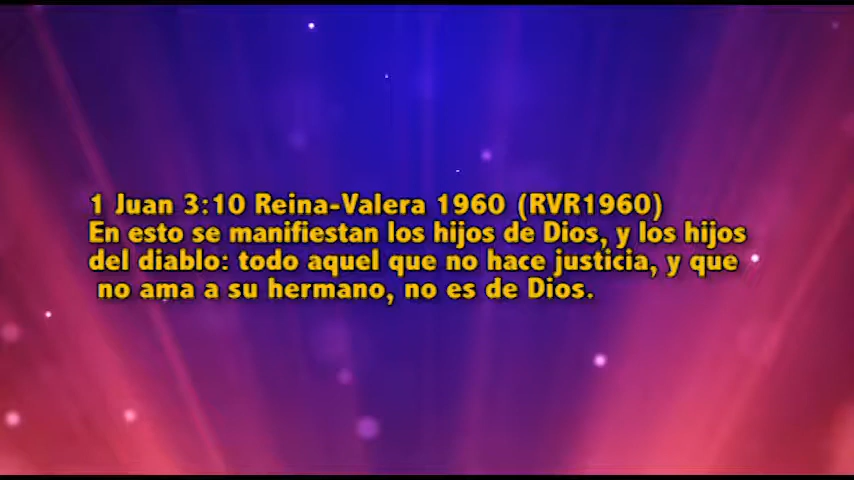 1 Juan 3:10 Reina-Valera 1960 (RVR1960)
En esto se manifiestan los hijos de Dios, y los hijos
del diablo: todo aquel que no hace justicia, y que
no ama a su hermano, no es de Dios.